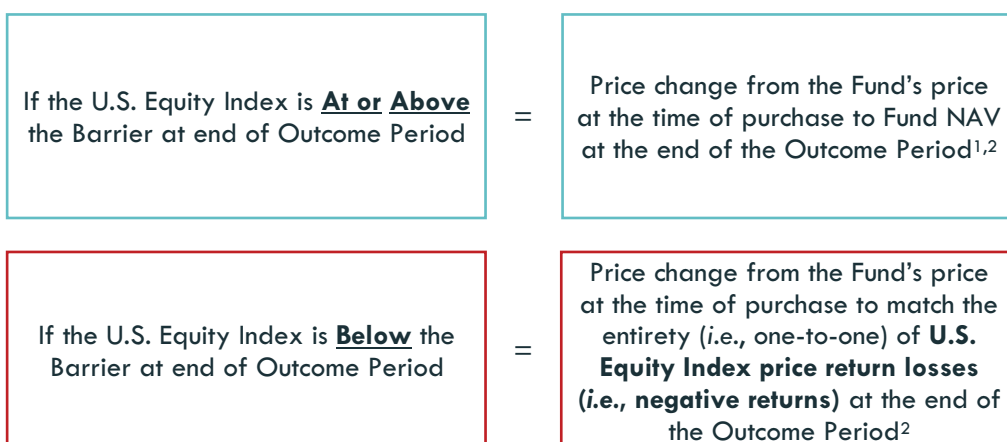 If the U.S. Equity Index is At or Above
the Barrier at end of Outcome Period
=
Price change from the Fund's price
at the time of purchase to Fund NAV
at the end of the Outcome Period1,2
If the U.S. Equity Index is Below the
Barrier at end of Outcome Period
=
Price change from the Fund's price
at the time of purchase to match the
entirety (i.e., one-to-one) of U.S.
Equity Index price return losses
(i.e., negative returns) at the end of
the Outcome Period2